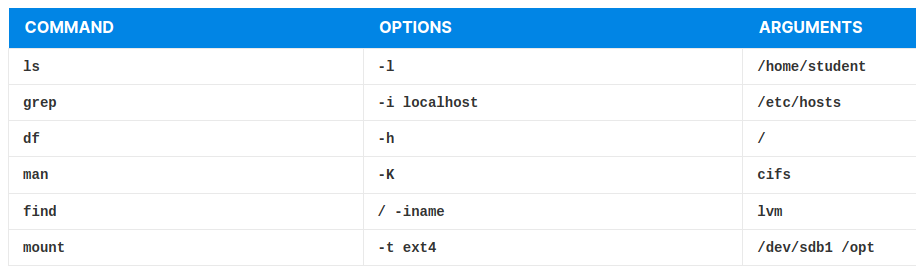 COMMAND OPTIONS ARGUMENTS
ls -l /home/student
grep -i localhost /etc/hosts
df -h /
man -K cifs
find / -iname lvm
mount -t ext4 /dev/sdb1 /opt